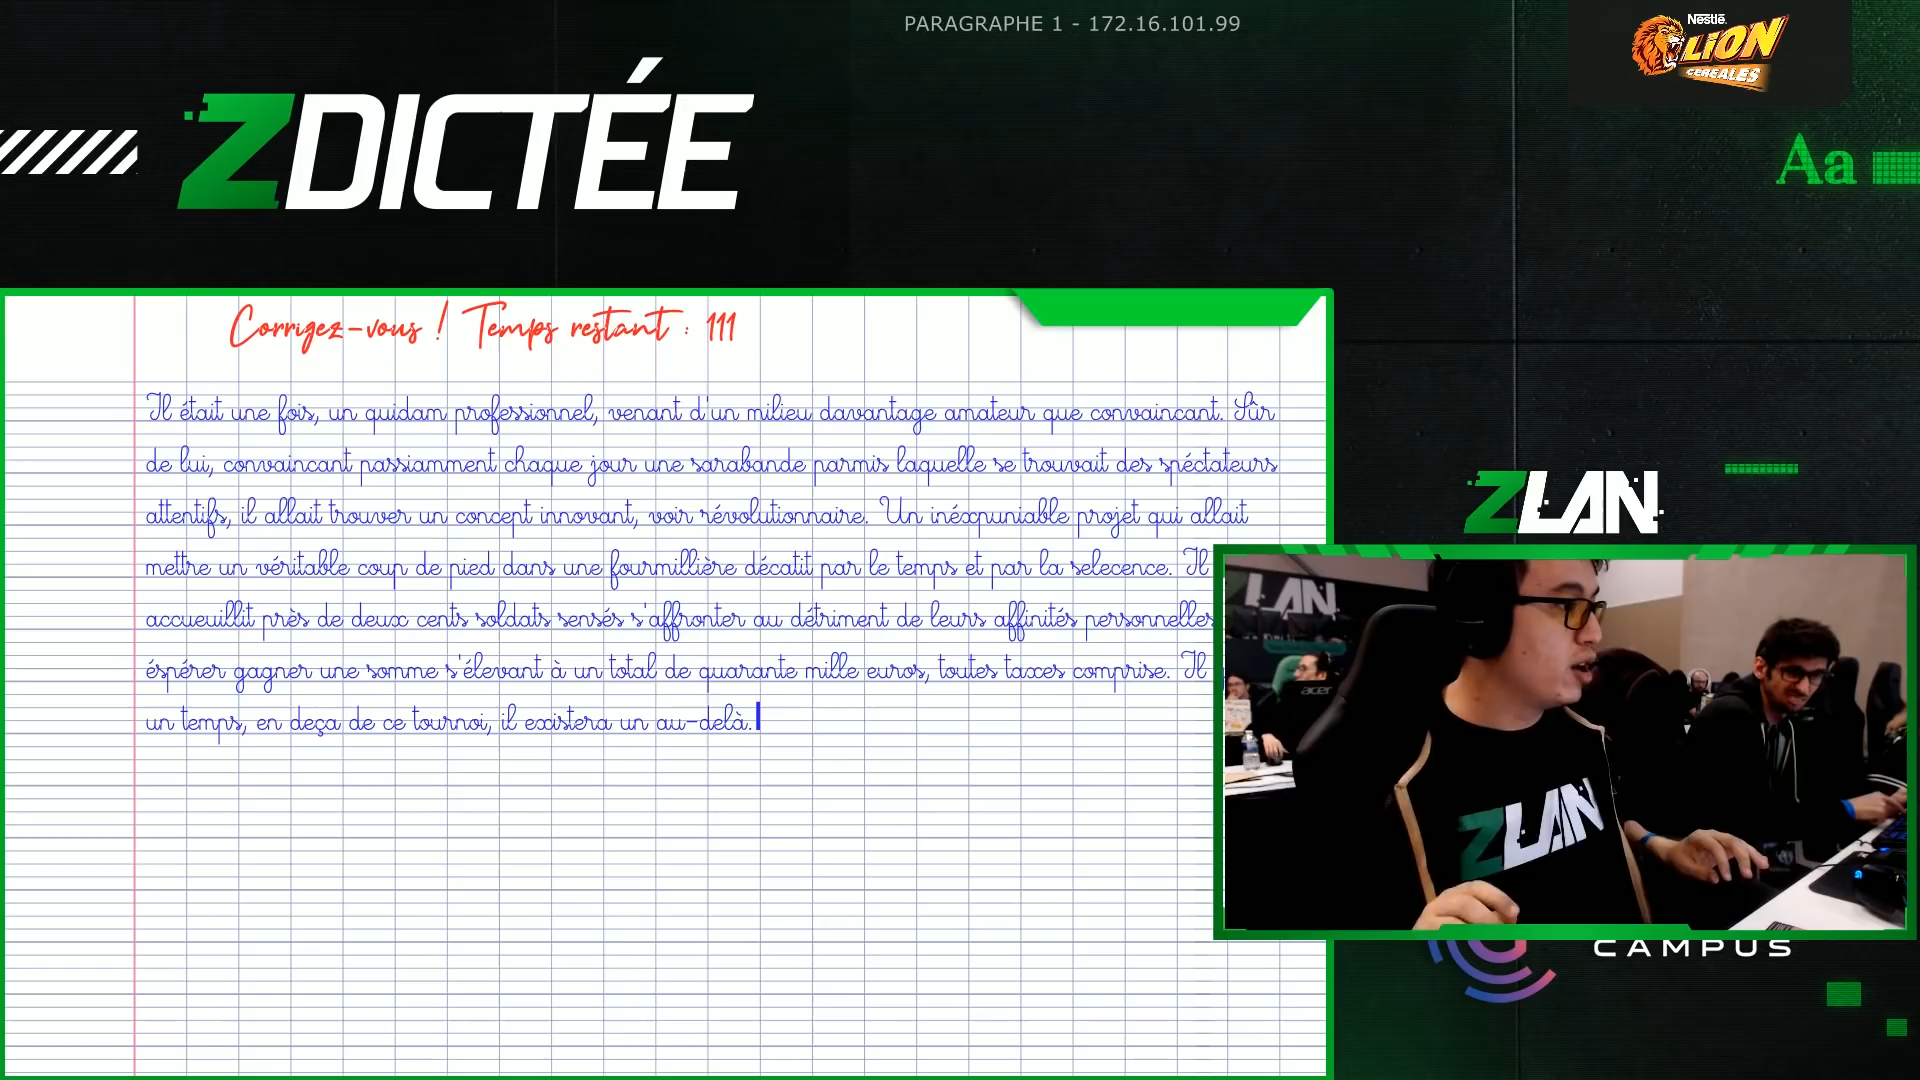 PARAGRAPHE 1 - 172.16.101.99
Nestlé
LION
CEREALES
ZDICTÉE
Aa
Corrigez-vous ! Temps restant : 111
Il était une fois, un quidam professionnel, venant d'un milieu davantage amateur que convaincant. Sûr
de lui, convaincant passiamment chaque jour une sarabande parmis laquelle se trouvait des spéctateurs
attentifs, il allait trouver un concept innovant, voir révolutionnaire. Un inéxpuniable projet qui allait
mettre un véritable coup de pied dans une fourmillière décatit par le temps et par la selecence. Il
accueuillit près de deux cents soldats sensés s'affronter au détriment de leurs affinités personnelles
éspérer gagner une somme s'élevant à un total de quarante mille euros, toutes taxes comprise. Il
un temps, en deça de ce tournoi, il existera un au-delà.
ZLAN
LAN
acer
ZLAN
CAMPUS